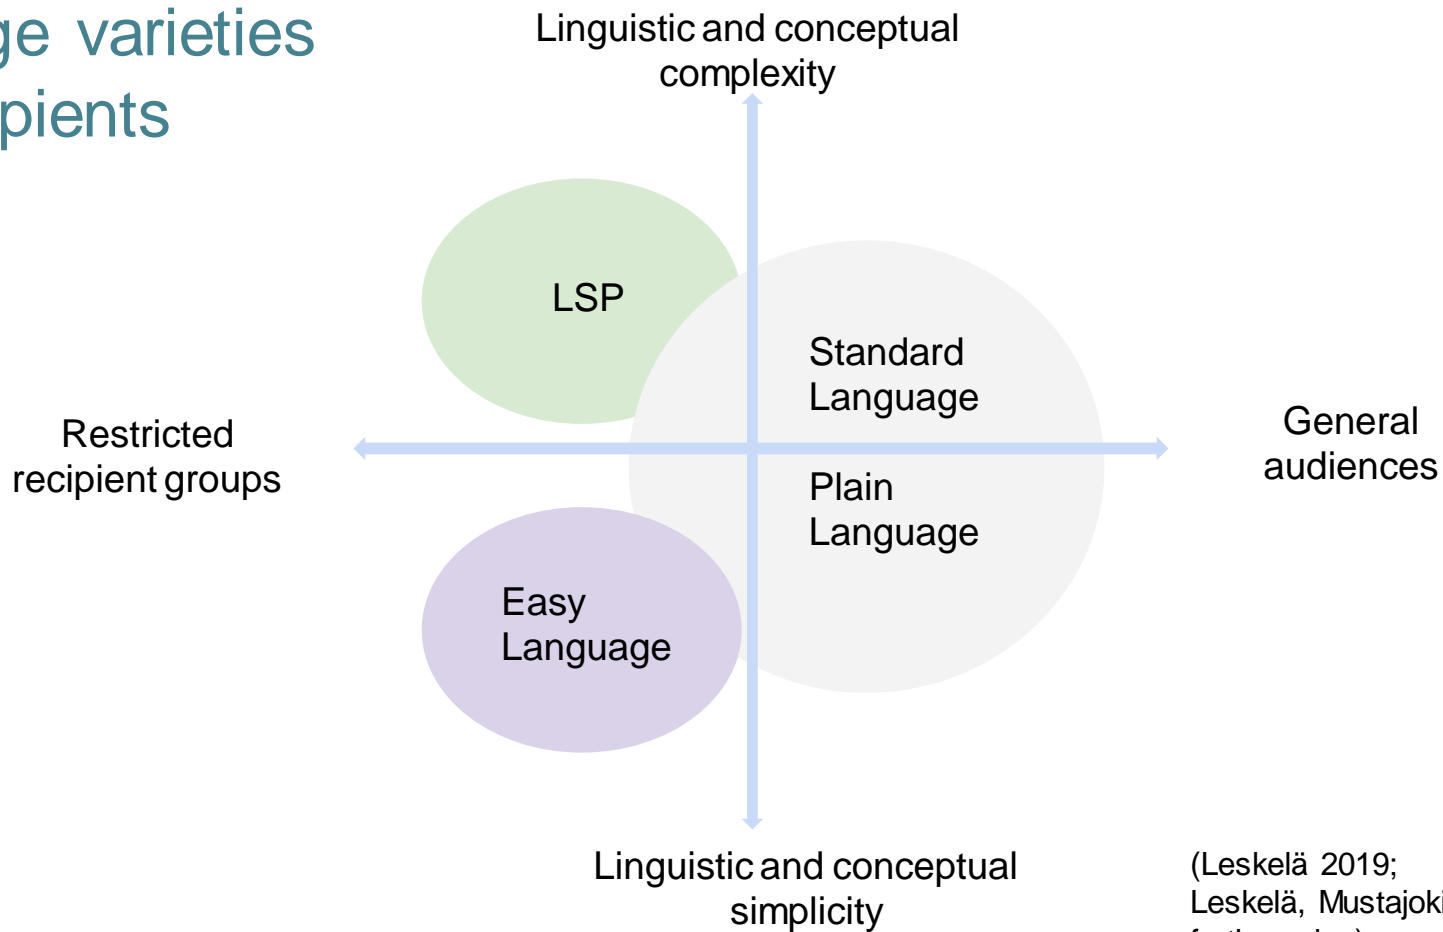 ge varieties
pients
Linguistic and conceptual
complexity
LSP
Standard
Language
Restricted
recipient groups
General
audiences
Plain
Language
Easy
Language
Linguistic and conceptual
simplicity
(Leskelä 2019;
Leskelä, Mustajoki